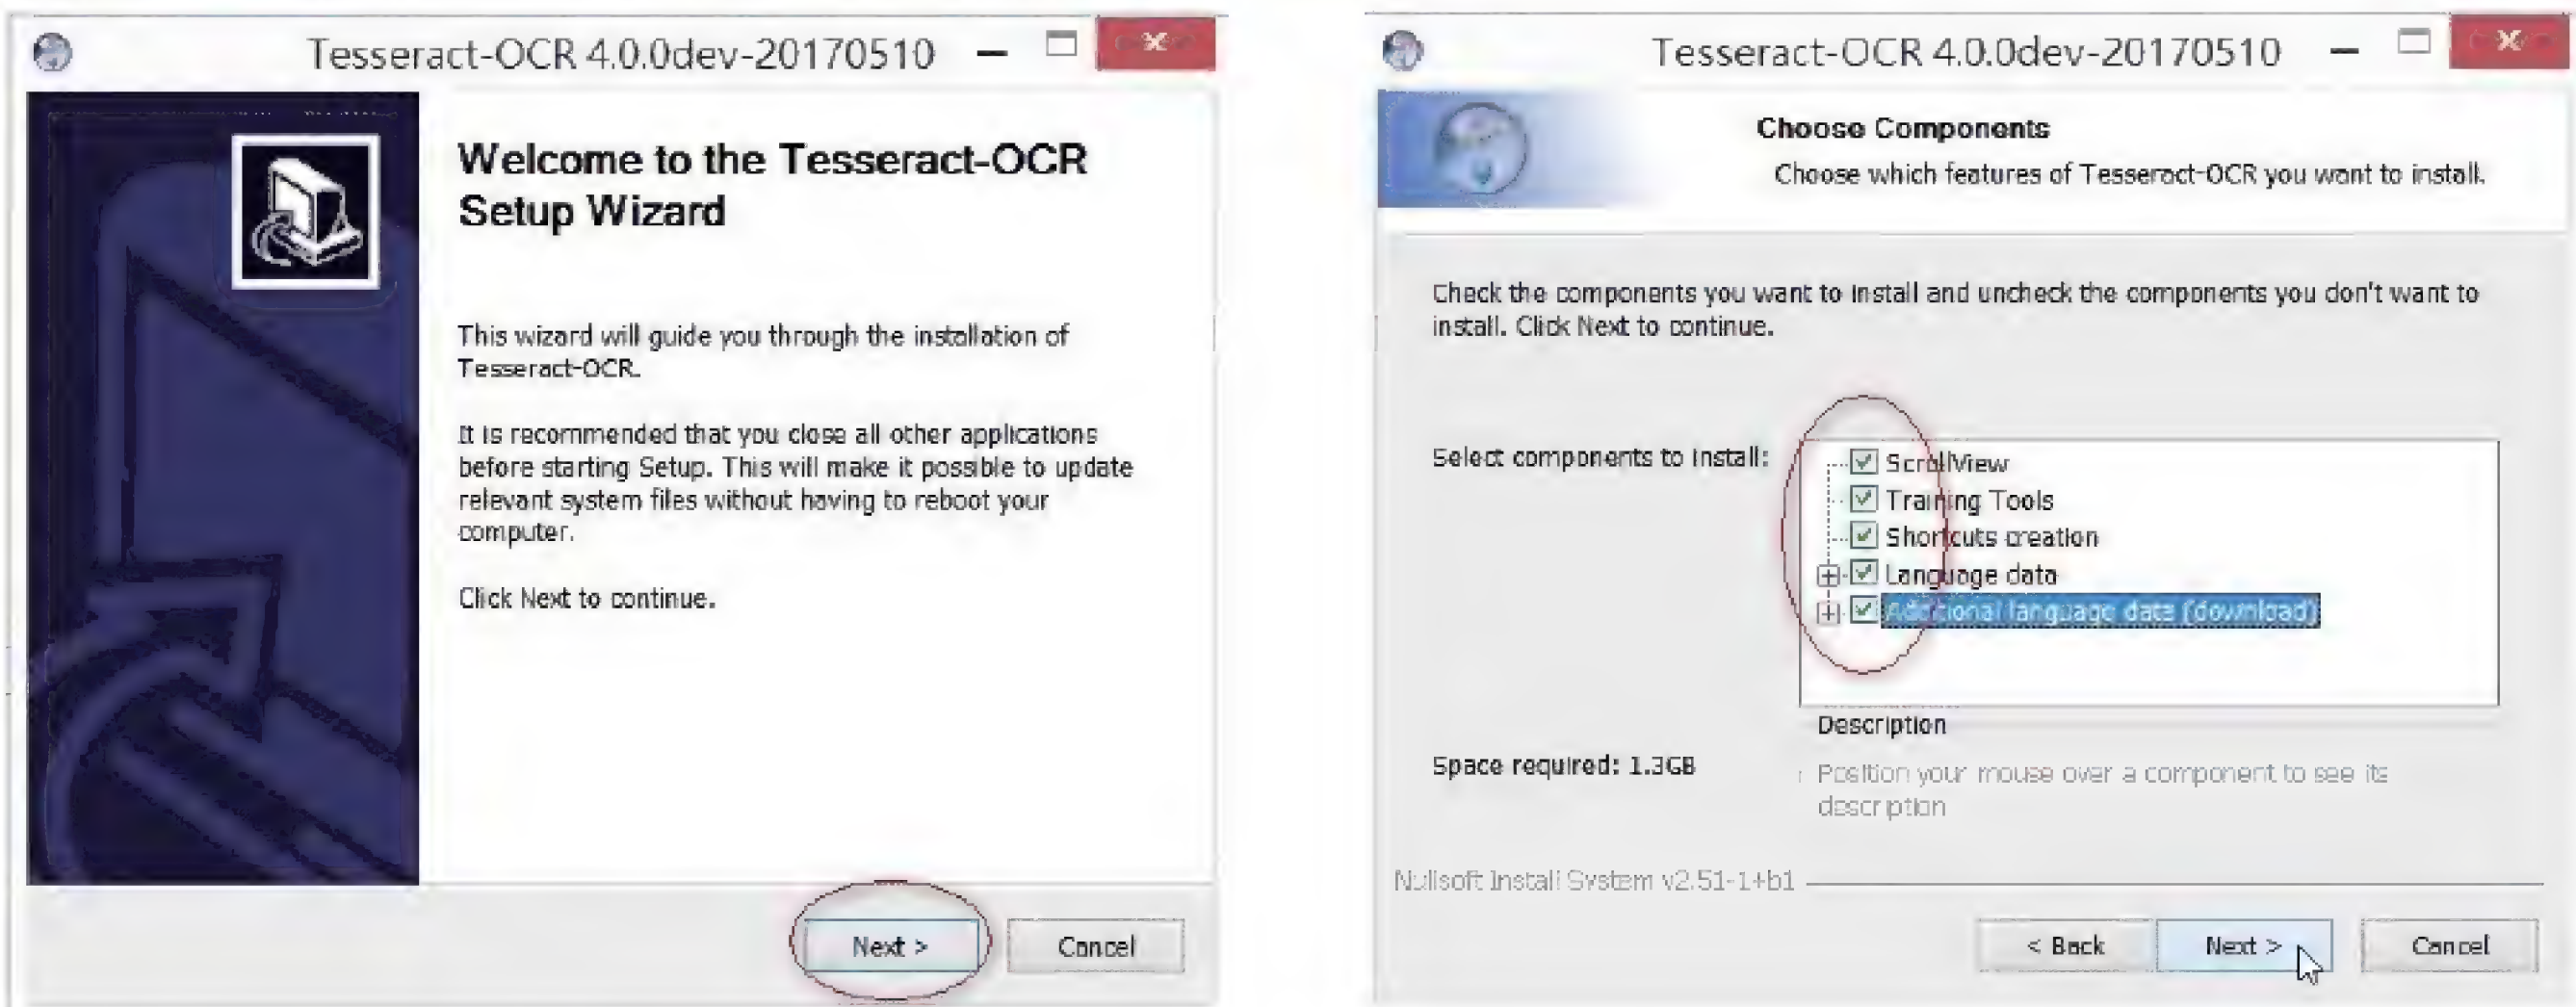 Tesseract-OCR 4.0.0dev-20170510
Welcome to the Tesseract-OCR
Setup Wizard
This wizard will guide you through the installation of
Tesseract-OCR.
It is recommended that you close all other applications
before starting Setup. This will make it possible to update
relevant system files without having to reboot your
computer.
Click Next to continue.
Next >
Cancel
Tesseract-OCR 4.0.0dev-20170510
Choose Components
Choose which features of Tesseract-OCR you want to install.
Check the components you want to install and uncheck the components you don't want to
install. Click Next to continue.
Select components to install:
ScrollView
Training Tools
Shortcuts creation
Language data
Additional language data (download)
Description
Space required: 1.3GB
Position your mouse over a component to see its
description
Nullsoft Install System v2.51-1+b1
< Back
Next >
Cancel